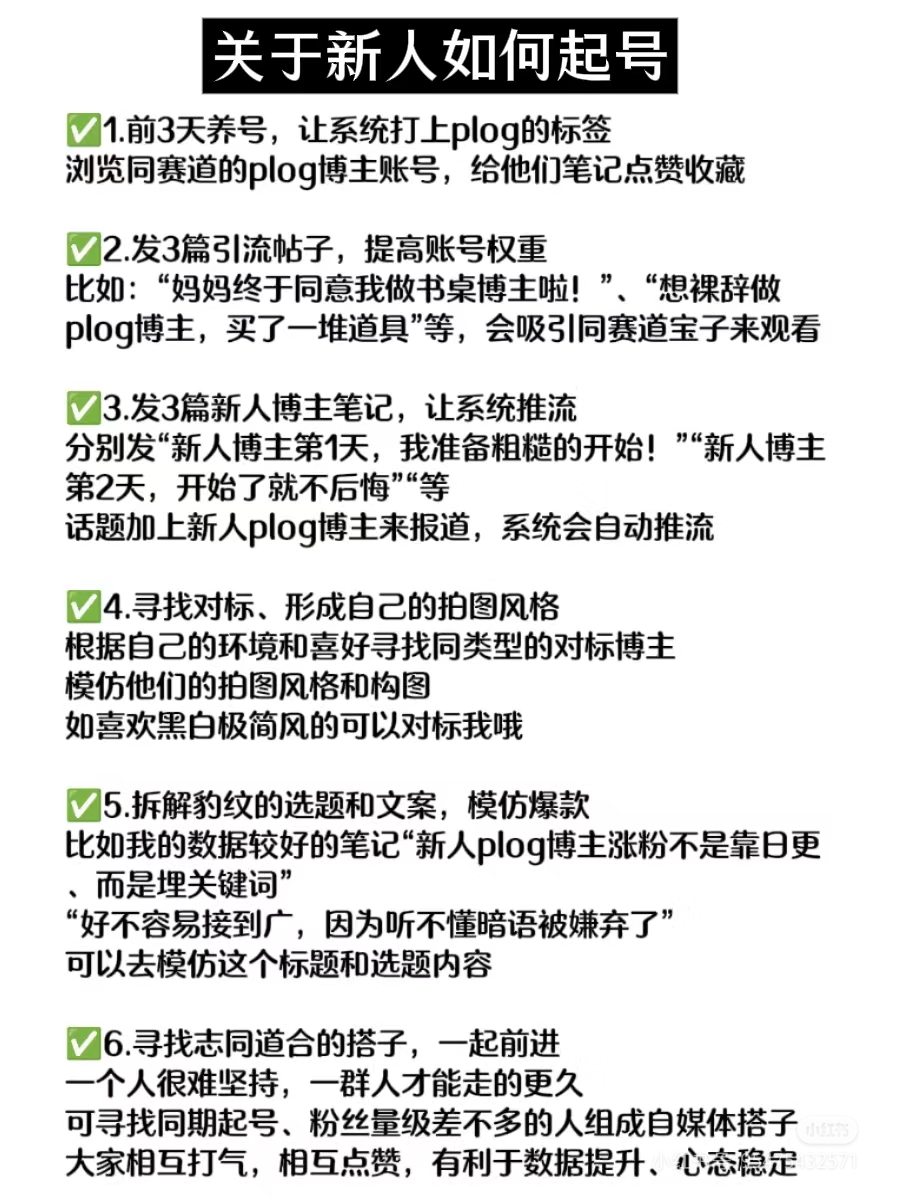 关于新人如何起号
✅1.前3天养号，让系统打上plog的标签
浏览同赛道的plog博主账号，给他们笔记点赞收藏
✅2.发3篇引流帖子，提高账号权重
比如：“妈妈终于同意我做书桌博主啦！”、“想裸辞做
plog博主，买了一堆道具”等，会吸引同赛道宝子来观看
✅3.发3篇新人博主笔记，让系统推流
分别发“新人博主第1天，我准备粗糙的开始！”“新人博主
第2天，开始了就不后悔”“等
话题加上新人plog博主来报道，系统会自动推流
✅4.寻找对标、形成自己的拍图风格
根据自己的环境和喜好寻找同类型的对标博主
模仿他们的拍图风格和构图
如喜欢黑白极简风的可以对标我哦
✅5.拆解豹纹的选题和文案，模仿爆款
比如我的数据较好的笔记“新人plog博主涨粉不是靠日更
、而是埋关键词”
“好不容易接到广，因为听不懂暗语被嫌弃了”
可以去模仿这个标题和选题内容
✅6.寻找志同道合的搭子，一起前进
一个人很难坚持，一群人才能走的更久
可寻找同期起号、粉丝量级差不多的人组成自媒体搭子
大家相互打气，相互点赞，有利于数据提升、心态稳定
小红书